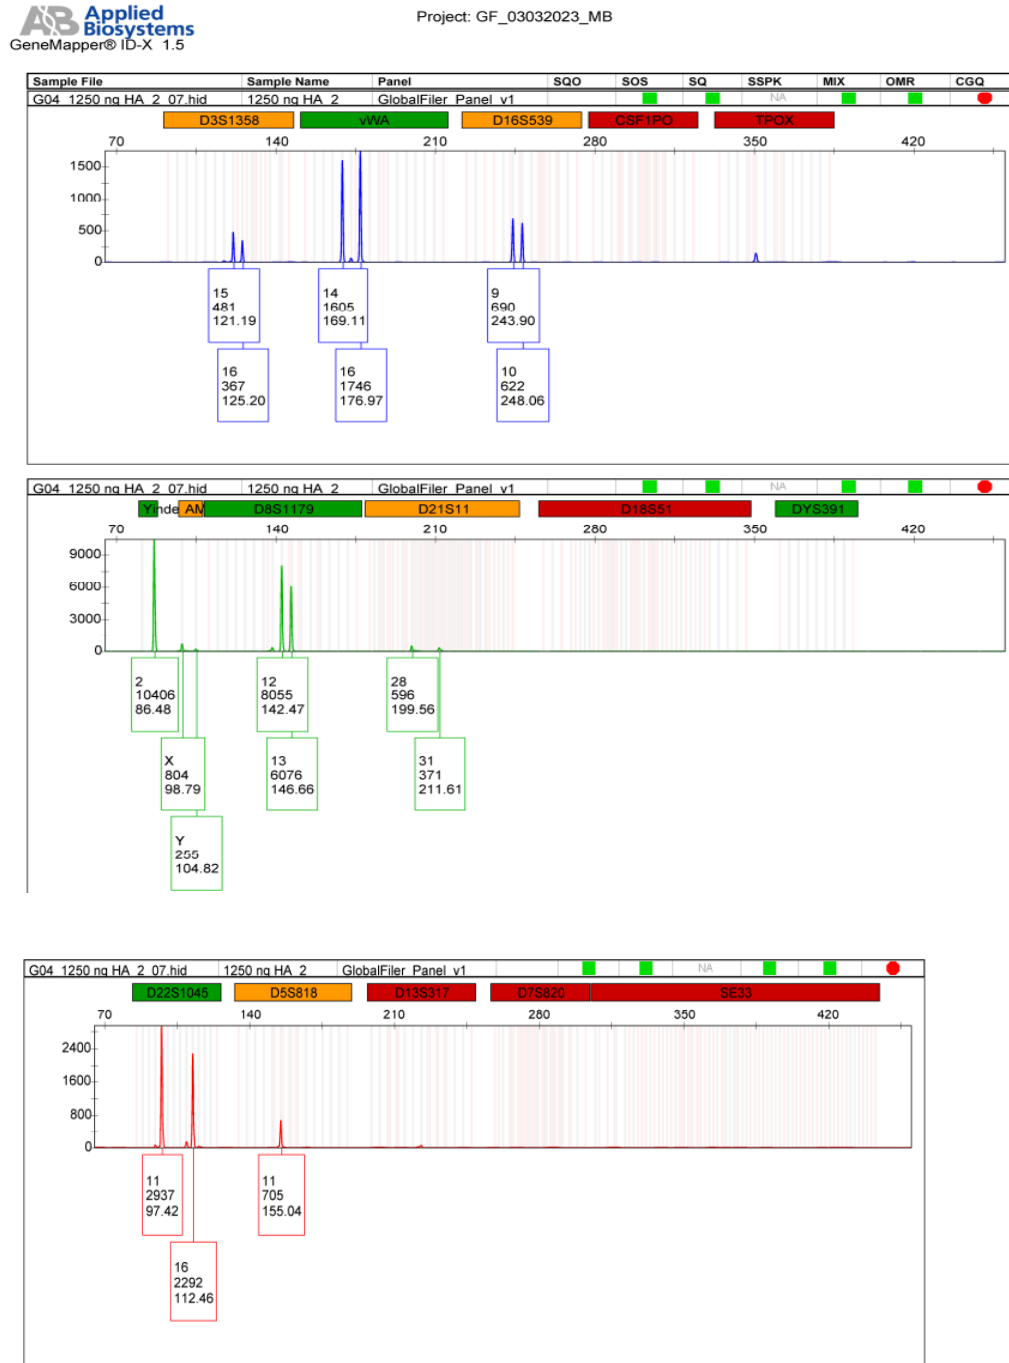 AB Applied Biosystems
GeneMapper® ID-X 1.5
Project: GF_03032023_MB
Sample File Sample Name Panel SQO SOS SQ SSPK MIX OMR CGQ
G04_1250 ng HA_2_07.hid 1250 ng HA_2 GlobalFiler_Panel_v1 NA
D3S1358 vWA D16S539 CSF1PO TPOX
70 140 210 280 350 420
1500
1000
500
0
15 14 9
481 1605 690
121.19 169.11 243.90
16 16 10
367 1746 622
125.20 176.97 248.06
G04_1250 ng HA_2_07.hid 1250 ng HA_2 GlobalFiler_Panel_v1 NA
Yinde AM D8S1179 D21S11 D18S51 DYS391
70 140 210 280 350 420
9000
6000
3000
0
2 12 28
10406 8055 596
86.48 142.47 199.56
X 13 31
804 6076 371
98.79 146.66 211.61
Y
255
104.82
G04_1250 ng HA_2_07.hid 1250 ng HA_2 GlobalFiler_Panel_v1 NA
D22S1045 D5S818 D13S317 D7S820 SE33
70 140 210 280 350 420
2400
1600
800
0
11 11
2937 705
97.42 155.04
16
2292
112.46